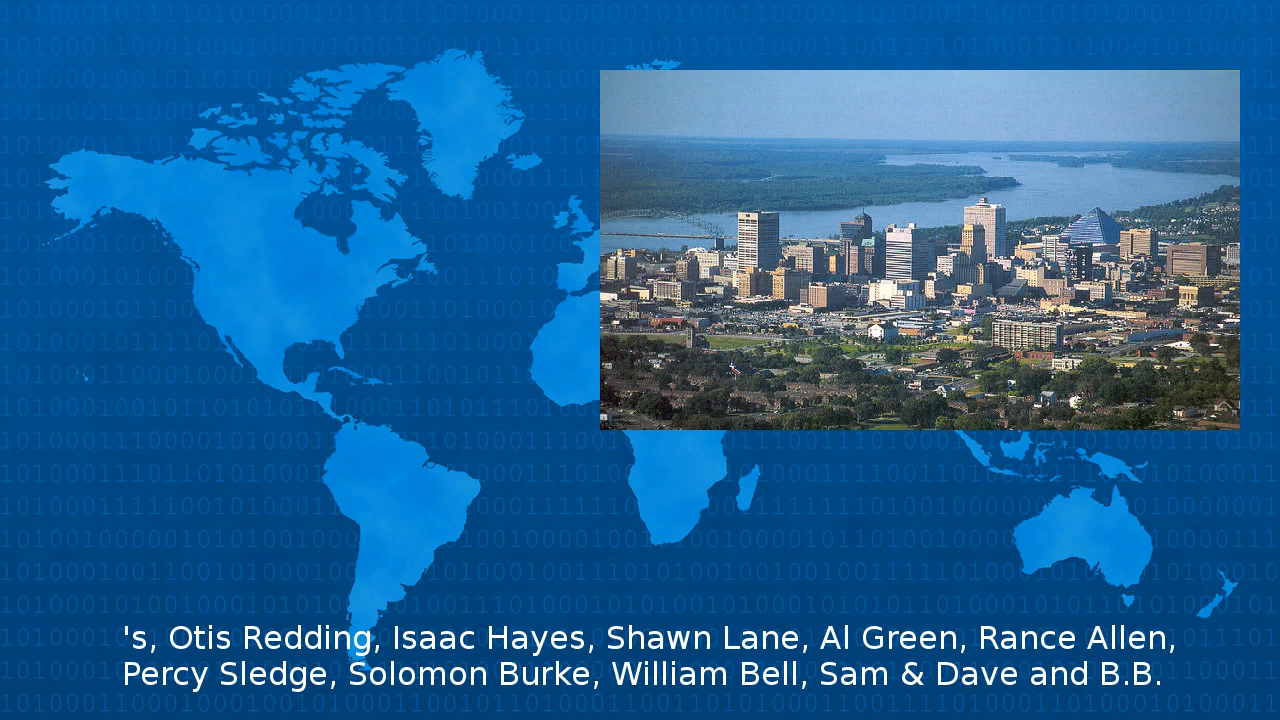 's, Otis Redding, Isaac Hayes, Shawn Lane, Al Green, Rance Allen,
Percy Sledge, Solomon Burke, William Bell, Sam & Dave and B.B.